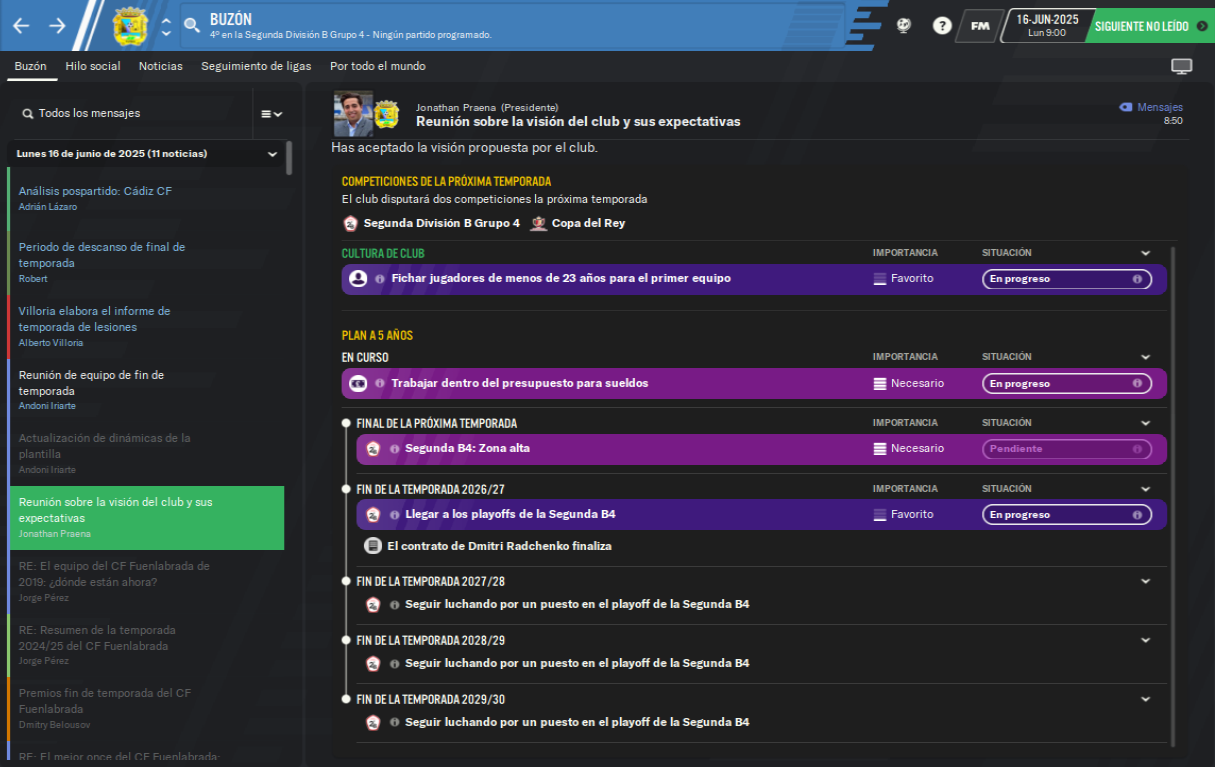 BUZÓN
4º en la Segunda División B Grupo 4 - Ningún partido programado.
?
FM
16-JUN-2025
Lun 9:00
SIGUIENTE NO LEÍDO
Buzón
Hilo social
Noticias
Seguimiento de ligas
Por todo el mundo
Todos los mensajes
Lunes 16 de junio de 2025 (11 noticias)
Análisis pospartido: Cádiz CF
Adrián Lázaro
Periodo de descanso de final de
temporada
Robert
Villoria elabora el informe de
temporada de lesiones
Alberto Villoria
Reunión de equipo de fin de
temporada
Andoni Iriarte
Actualización de dinámicas de la
plantilla
Andoni Iriarte
Reunión sobre la visión del club y sus
expectativas
Jonathan Praena
RE: El equipo del CF Fuenlabrada de
2019: ¿dónde están ahora?
Jorge Pérez
RE: Resumen de la temporada
2024/25 del CF Fuenlabrada
Jorge Pérez
Premios fin de temporada del CF
Fuenlabrada
Dmitry Belousov
RE: El mejor once del CF Fuenlabrada:
Jonathan Praena (Presidente)
Reunión sobre la visión del club y sus expectativas
Mensajes
8:50
Has aceptado la visión propuesta por el club.
COMPETICIONES DE LA PRÓXIMA TEMPORADA
El club disputará dos competiciones la próxima temporada
Segunda División B Grupo 4
Copa del Rey
CULTURA DE CLUB IMPORTANCIA SITUACIÓN
Fichar jugadores de menos de 23 años para el primer equipo Favorito En progreso
PLAN A 5 AÑOS
EN CURSO IMPORTANCIA SITUACIÓN
Trabajar dentro del presupuesto para sueldos Necesario En progreso
FINAL DE LA PRÓXIMA TEMPORADA IMPORTANCIA SITUACIÓN
Segunda B4: Zona alta Necesario Pendiente
FIN DE LA TEMPORADA 2026/27 IMPORTANCIA SITUACIÓN
Llegar a los playoffs de la Segunda B4 Favorito En progreso
El contrato de Dmitri Radchenko finaliza
FIN DE LA TEMPORADA 2027/28
Seguir luchando por un puesto en el playoff de la Segunda B4
FIN DE LA TEMPORADA 2028/29
Seguir luchando por un puesto en el playoff de la Segunda B4
FIN DE LA TEMPORADA 2029/30
Seguir luchando por un puesto en el playoff de la Segunda B4